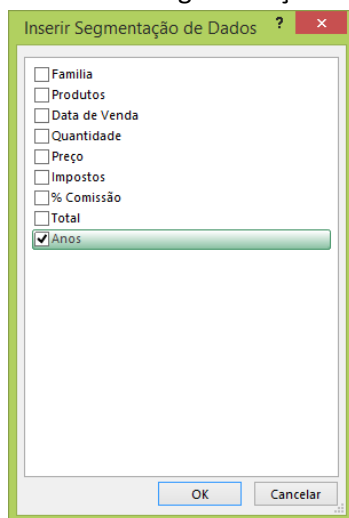 Inserir Segmentação de Dados ? ×
Familia
Produtos
Data de Venda
Quantidade
Preço
Impostos
% Comissão
Total
Anos
OK Cancelar